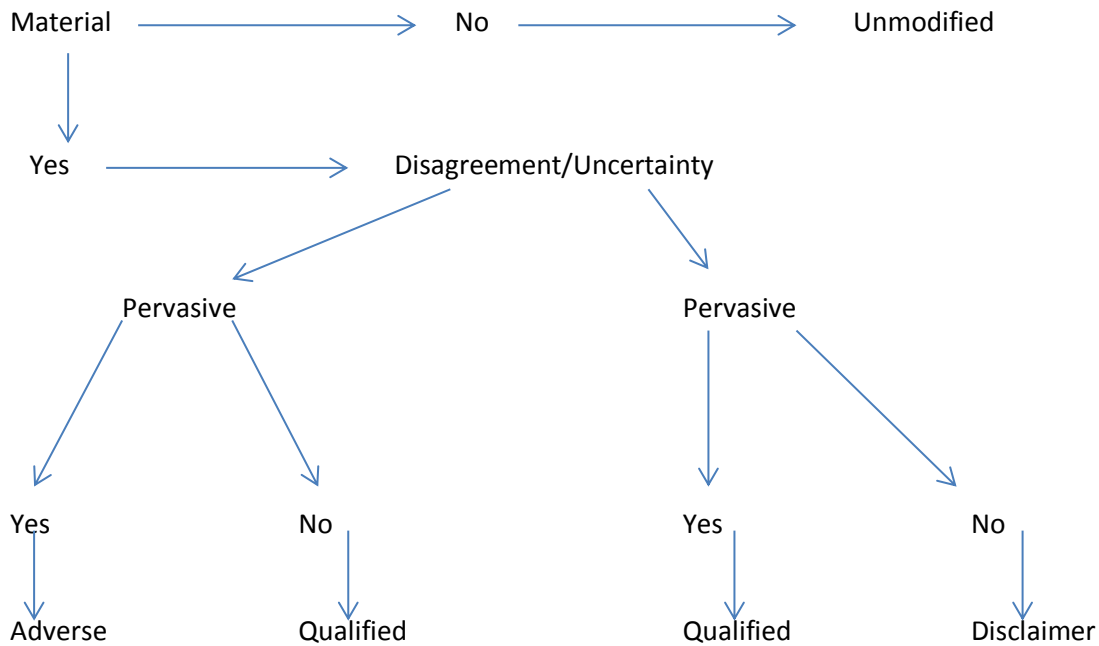 Material No Unmodified
Yes Disagreement/Uncertainty
Pervasive Pervasive
Yes No Yes No
Adverse Qualified Qualified Disclaimer